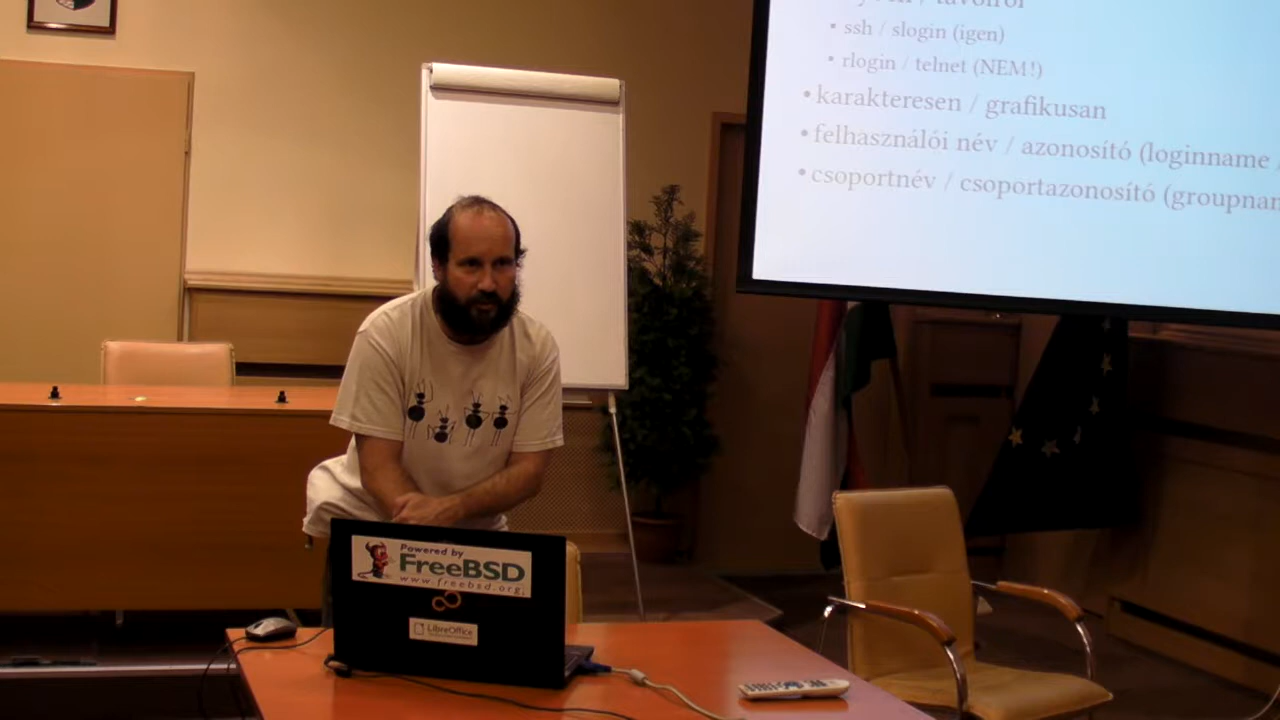 távolról
▪ ssh / slogin (igen)
▪ rlogin / telnet (NEM!)
• karakteresen / grafikusan
• felhasználói név / azonosító (loginname /
• csoportnév / csoportazonosító (groupnam
Powered by
FreeBSD
www.freebsd.org
LibreOffice